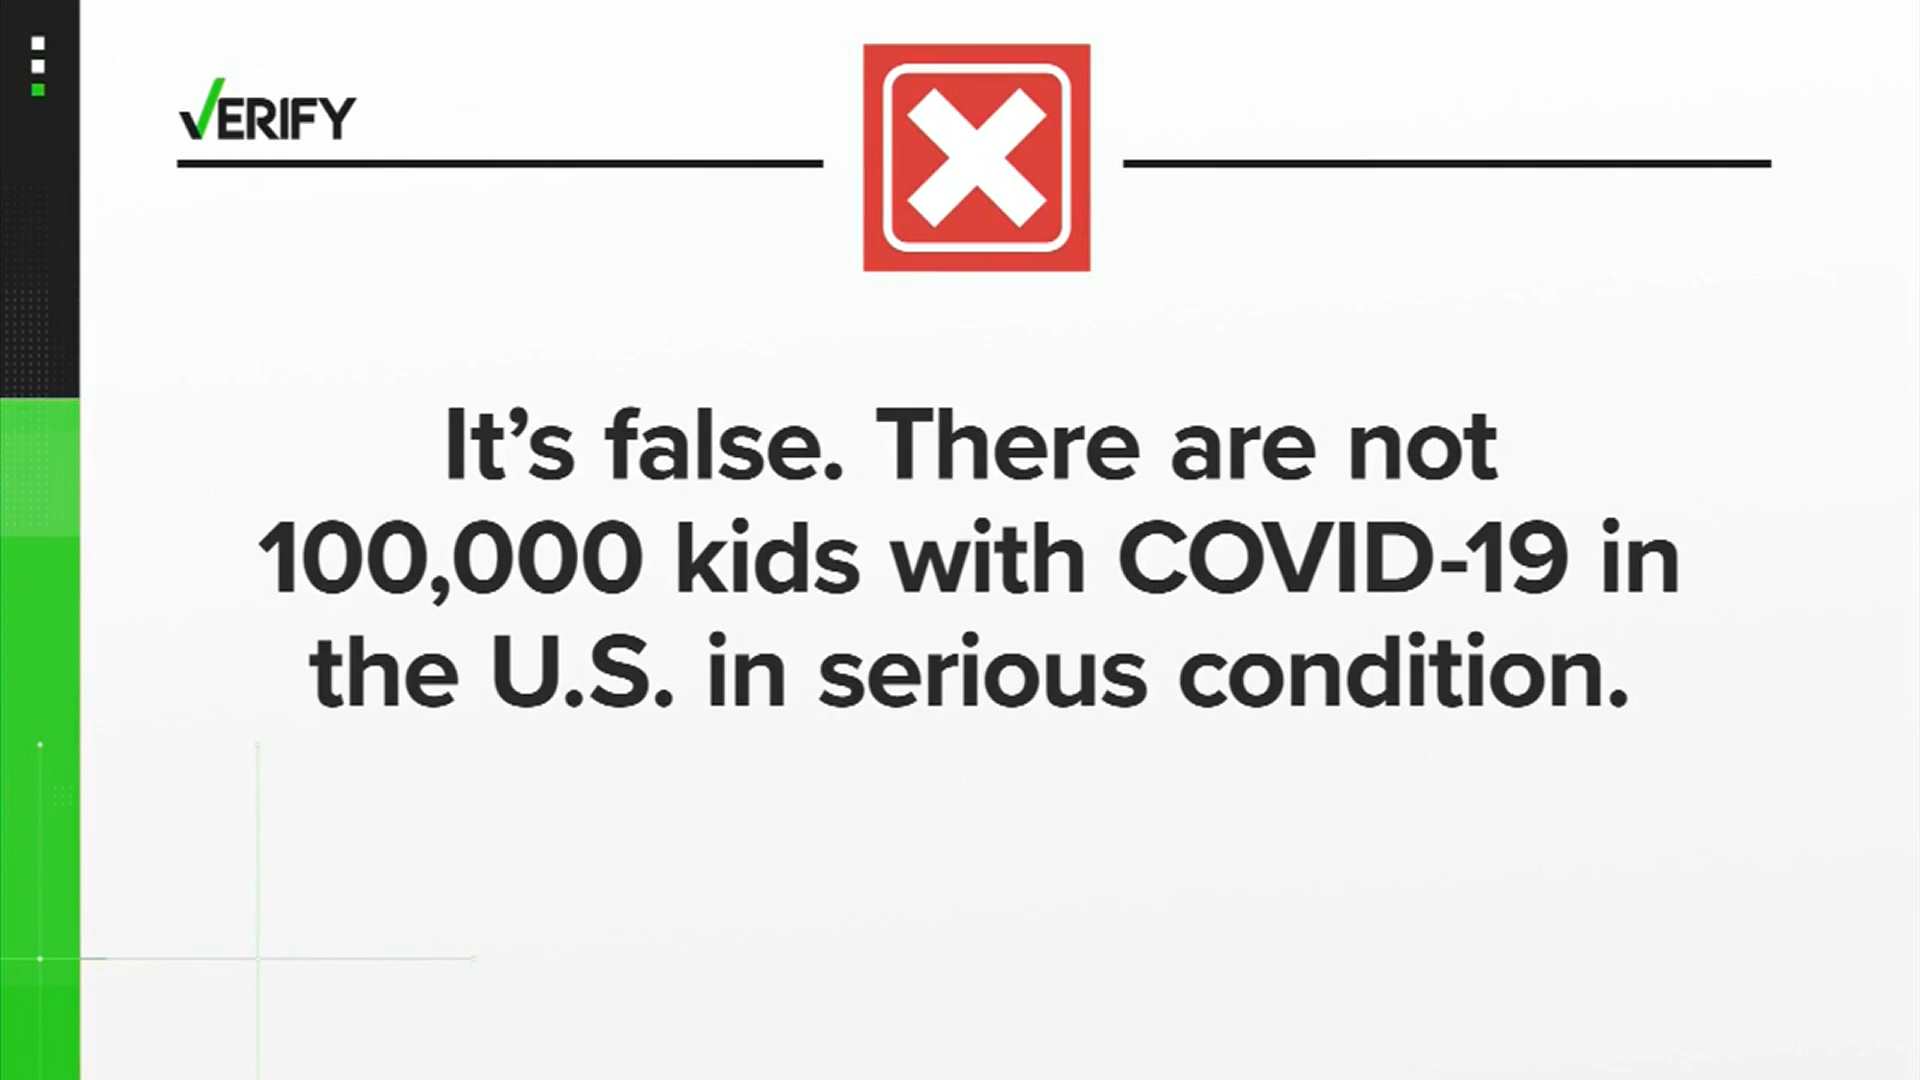 VERIFY
It’s false. There are not
100,000 kids with COVID-19 in
the U.S. in serious condition.